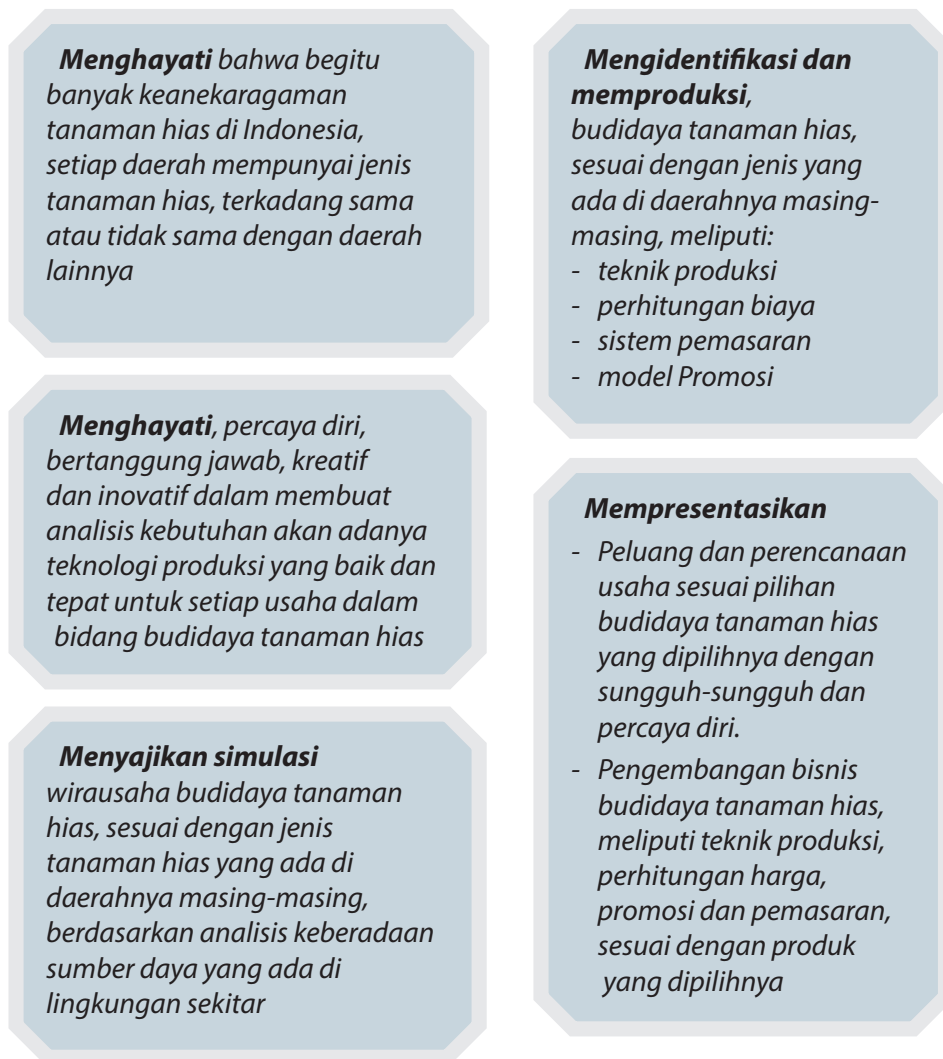 Menghayati bahwa begitu
banyak keanekaragaman
tanaman hias di Indonesia,
setiap daerah mempunyai jenis
tanaman hias, terkadang sama
atau tidak sama dengan daerah
lainnya
Menghayati, percaya diri,
bertanggung jawab, kreatif
dan inovatif dalam membuat
analisis kebutuhan akan adanya
teknologi produksi yang baik dan
tepat untuk setiap usaha dalam
bidang budidaya tanaman hias
Menyajikan simulasi
wirausaha budidaya tanaman
hias, sesuai dengan jenis
tanaman hias yang ada di
daerahnya masing-masing,
berdasarkan analisis keberadaan
sumber daya yang ada di
lingkungan sekitar
Mengidentifikasi dan
memproduksi,
budidaya tanaman hias,
sesuai dengan jenis yang
ada di daerahnya masing-
masing, meliputi:
- teknik produksi
- perhitungan biaya
- sistem pemasaran
- model Promosi
Mempresentasikan
- Peluang dan perencanaan
usaha sesuai pilihan
budidaya tanaman hias
yang dipilihnya dengan
sungguh-sungguh dan
percaya diri.
- Pengembangan bisnis
budidaya tanaman hias,
meliputi teknik produksi,
perhitungan harga,
promosi dan pemasaran,
sesuai dengan produk
yang dipilihnya